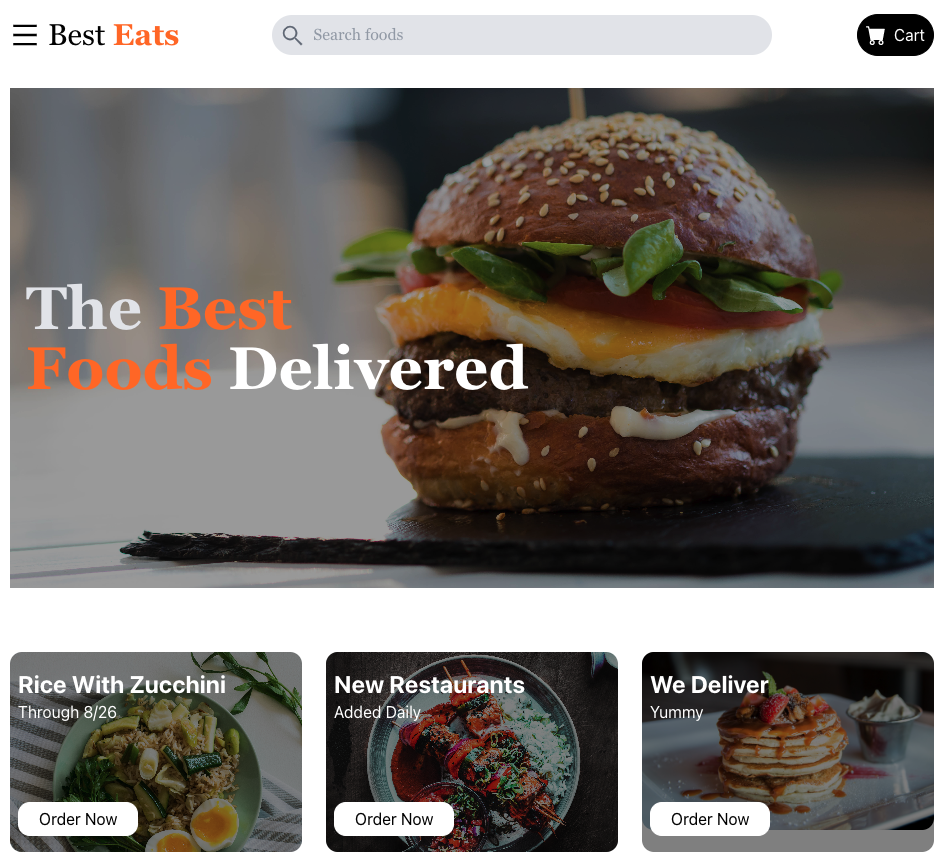 Best Eats
Search foods
Cart
The Best
Foods Delivered
Rice With Zucchini
Through 8/26
Order Now
New Restaurants
Added Daily
Order Now
We Deliver
Yummy
Order Now